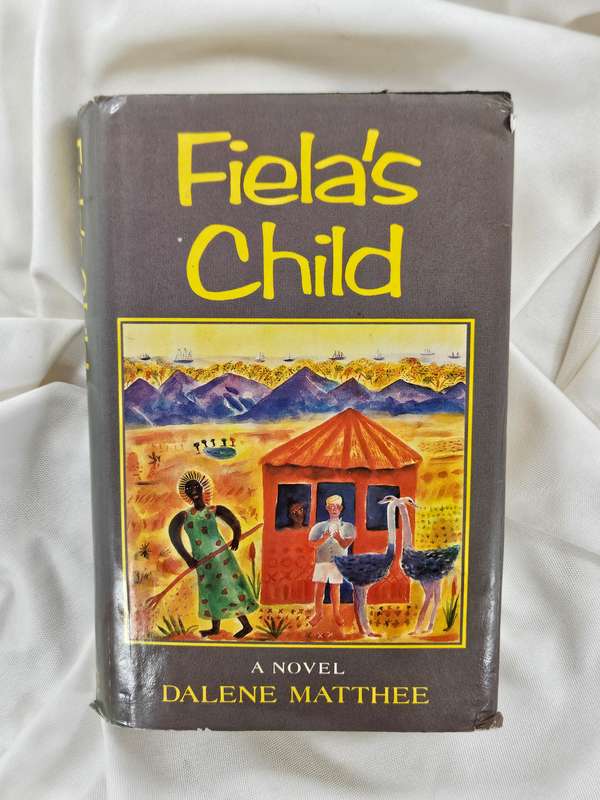 Fiela's
Child
A NOVEL
DALENE MATTHEE